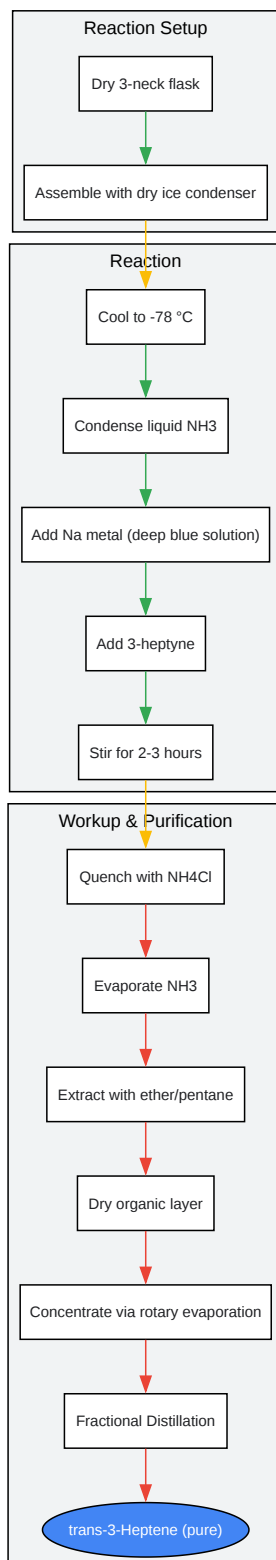 Reaction Setup
Dry 3-neck flask
Assemble with dry ice condenser
Reaction
Cool to -78 °C
Condense liquid NH3
Add Na metal (deep blue solution)
Add 3-heptyne
Stir for 2-3 hours
Workup & Purification
Quench with NH4Cl
Evaporate NH3
Extract with ether/pentane
Dry organic layer
Concentrate via rotary evaporation
Fractional Distillation
trans-3-Heptene (pure)